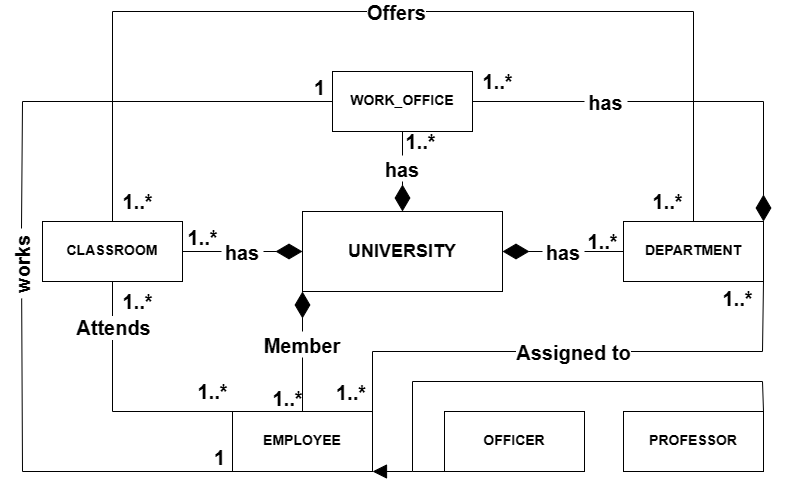 Offers
1
WORK_OFFICE
1..*
has
1..*
has
1..*
1..*
CLASSROOM
1..*
has
UNIVERSITY
has
1..*
DEPARTMENT
works
1..*
1..*
Attends
Member
Assigned to
1..*
1..*
1..*
1
EMPLOYEE
OFFICER
PROFESSOR